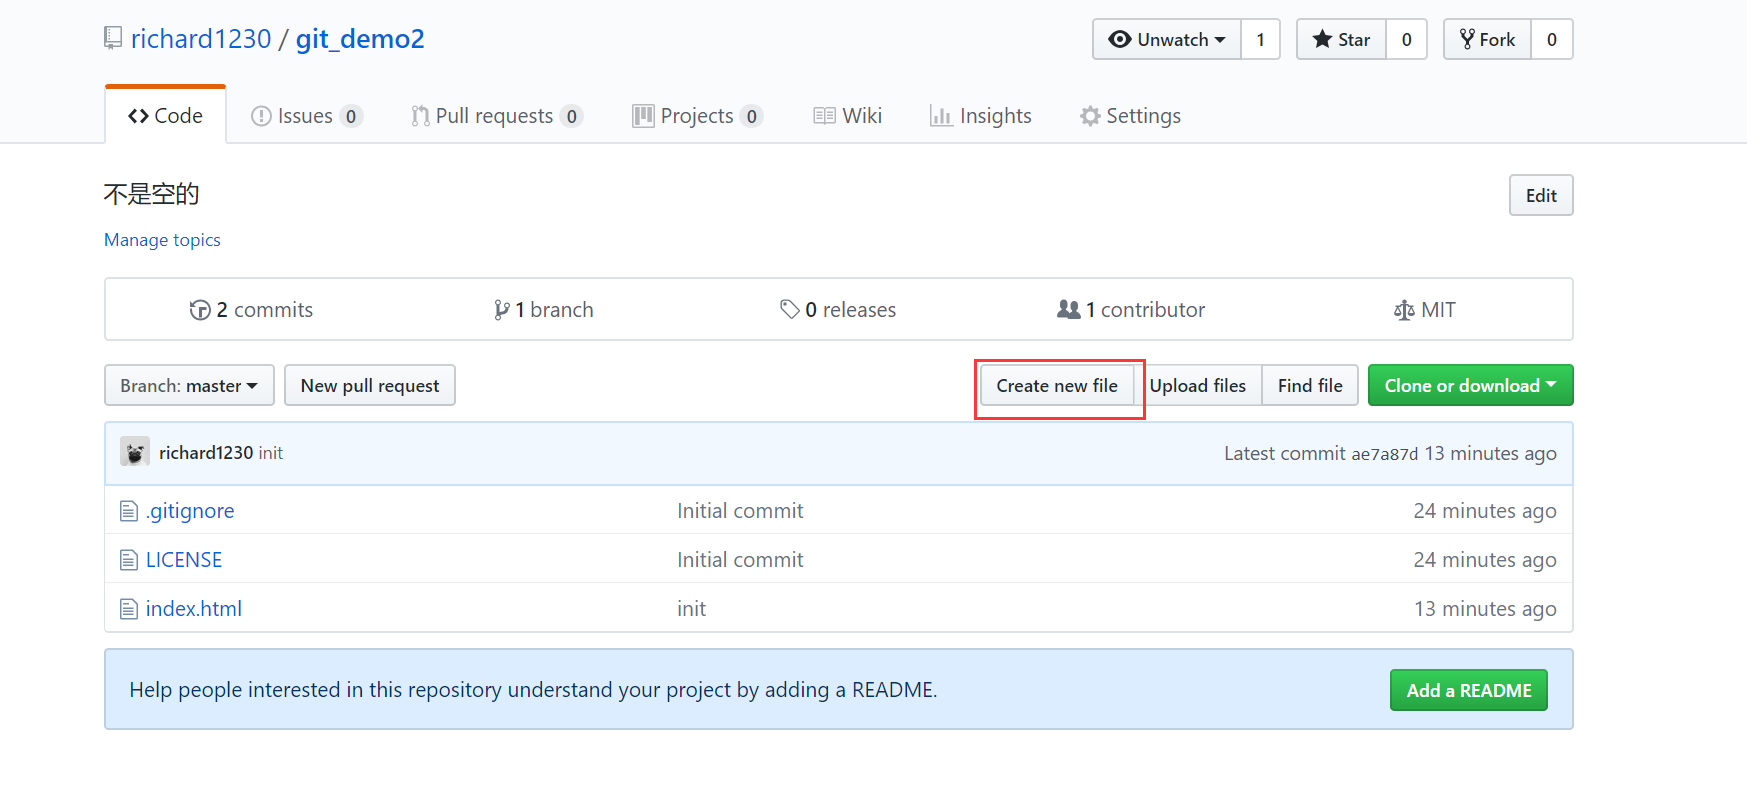 richard1230 / git_demo2
Unwatch 1 Star 0 Fork 0
Code Issues 0 Pull requests 0 Projects 0 Wiki Insights Settings
不是空的 Edit
Manage topics
2 commits 1 branch 0 releases 1 contributor MIT
Branch: master New pull request Create new file Upload files Find file Clone or download
richard1230 init Latest commit ae7a87d 13 minutes ago
.gitignore Initial commit 24 minutes ago
LICENSE Initial commit 24 minutes ago
index.html init 13 minutes ago
Help people interested in this repository understand your project by adding a README. Add a README